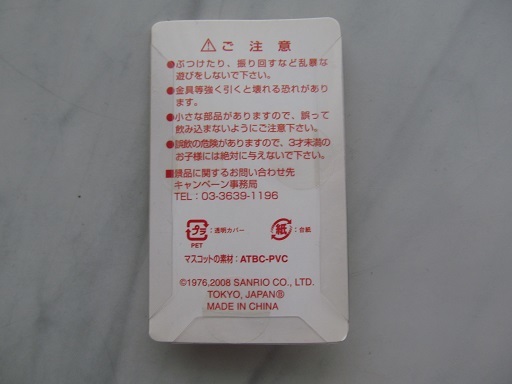 ⚠ご注意
●ぶつけたり、振り回すなど乱暴な
遊びをしないで下さい。
●金具等強く引くと壊れる恐れがあり
ます。
●小さな部品がありますので、誤って
飲み込まないようにご注意下さい。
●誤飲の危険がありますので、3才未満の
お子様には絶対に与えないで下さい。
■景品に関するお問い合わせ先
キャンペーン事務局
TEL：03-3639-1196
プラ：透明カバー 紙：台紙
PET
マスコットの素材：ATBC-PVC
©1976,2008 SANRIO CO., LTD.
TOKYO, JAPAN Ⓑ
MADE IN CHINA